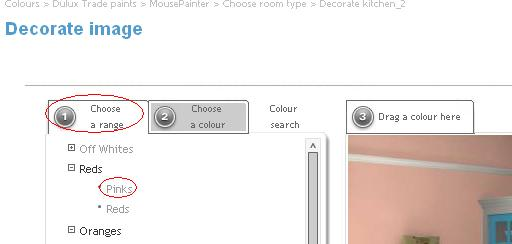 Colours > Dulux Trade paints > MousePainter > Choose room type > Decorate kitchen_2
Decorate image
1 Choose a range
2 Choose a colour
Colour search
3 Drag a colour here
Off Whites
Reds
Pinks
Reds
Oranges